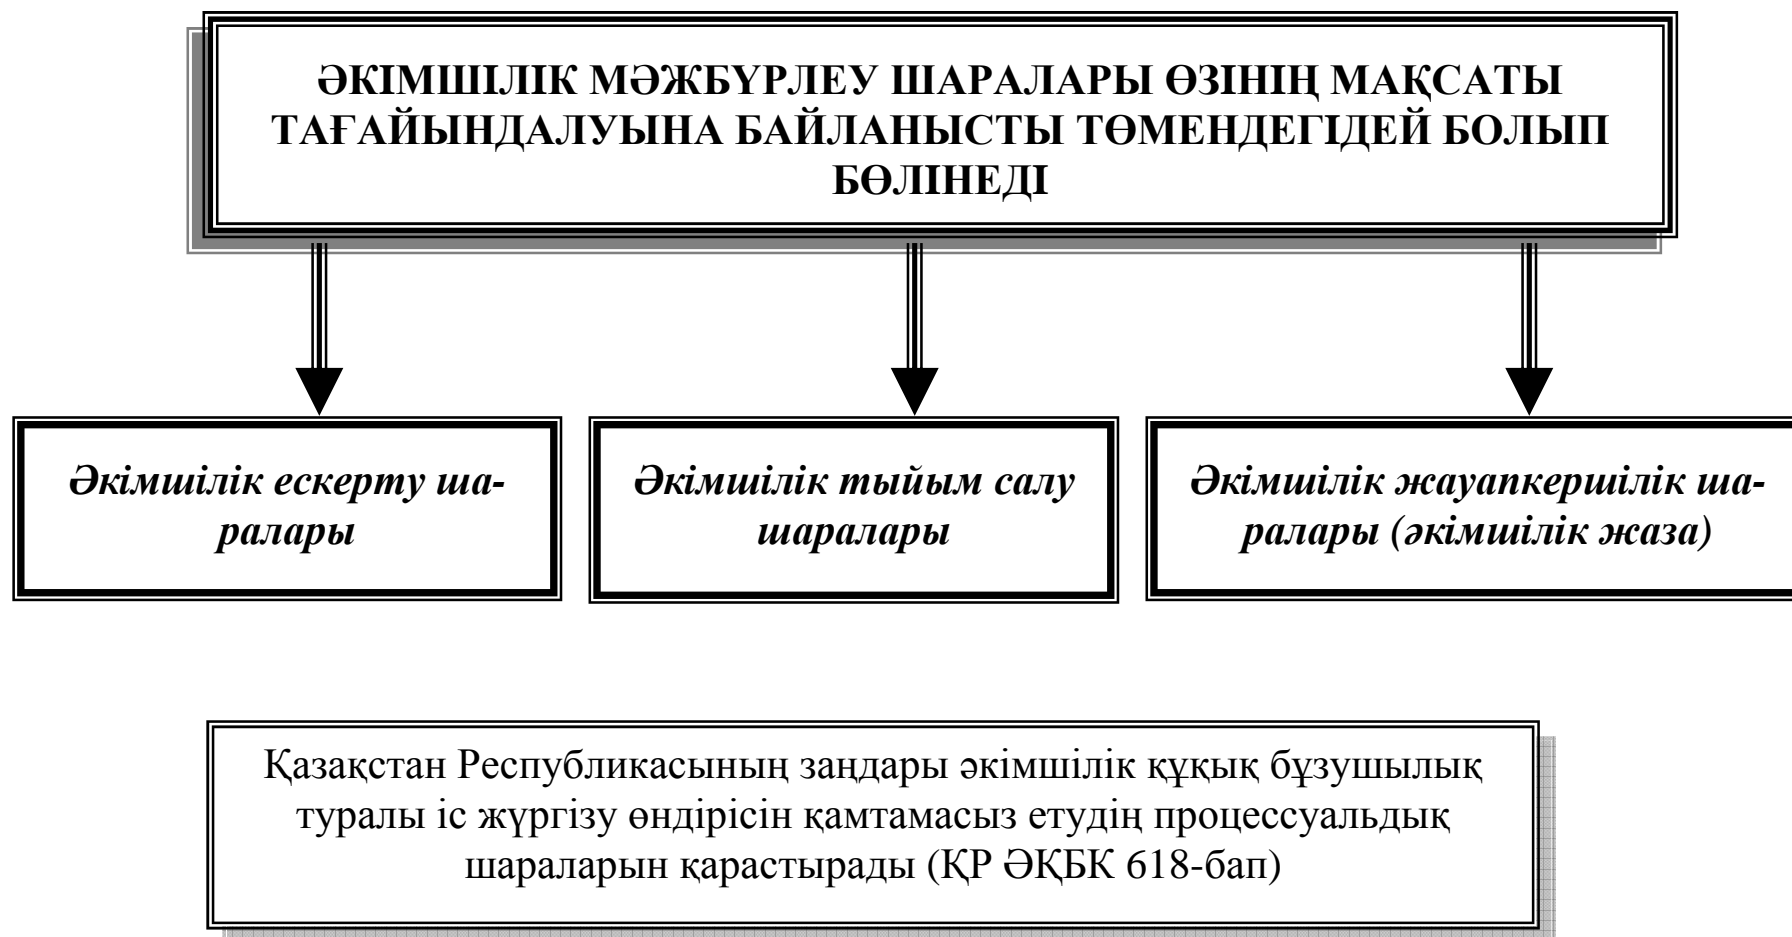 ӘКІМШІЛІК МӘЖБҮРЛЕУ ШАРАЛАРЫ ӨЗІНІҢ МАҚСАТЫ
ТАҒАЙЫНДАЛУЫНА БАЙЛАНЫСТЫ ТӨМЕНДЕГІДЕЙ БОЛЫП
БӨЛІНЕДІ
Әкімшілік ескерту ша-
ралары
Әкімшілік тыйым салу
шаралары
Әкімшілік жауапкершілік ша-
ралары (әкімшілік жаза)
Қазақстан Республикасының заңдары әкімшілік құқық бұзушылық
туралы іс жүргізу өндірісін қамтамасыз етудің процессуальдық
шараларын қарастырады (ҚР ӘҚБК 618-бап)